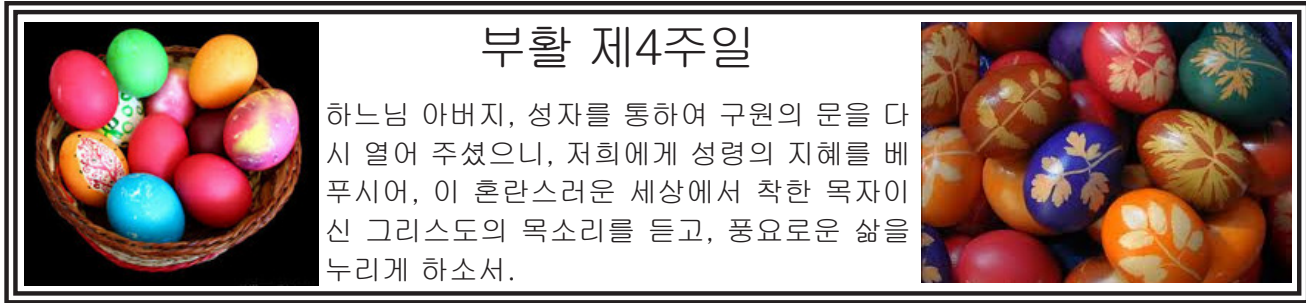 부활 제4주일
하느님 아버지, 성자를 통하여 구원의 문을 다
시 열어 주셨으니, 저희에게 성령의 지혜를 베
푸시어, 이 혼란스러운 세상에서 착한 목자이
신 그리스도의 목소리를 듣고, 풍요로운 삶을
누리게 하소서.